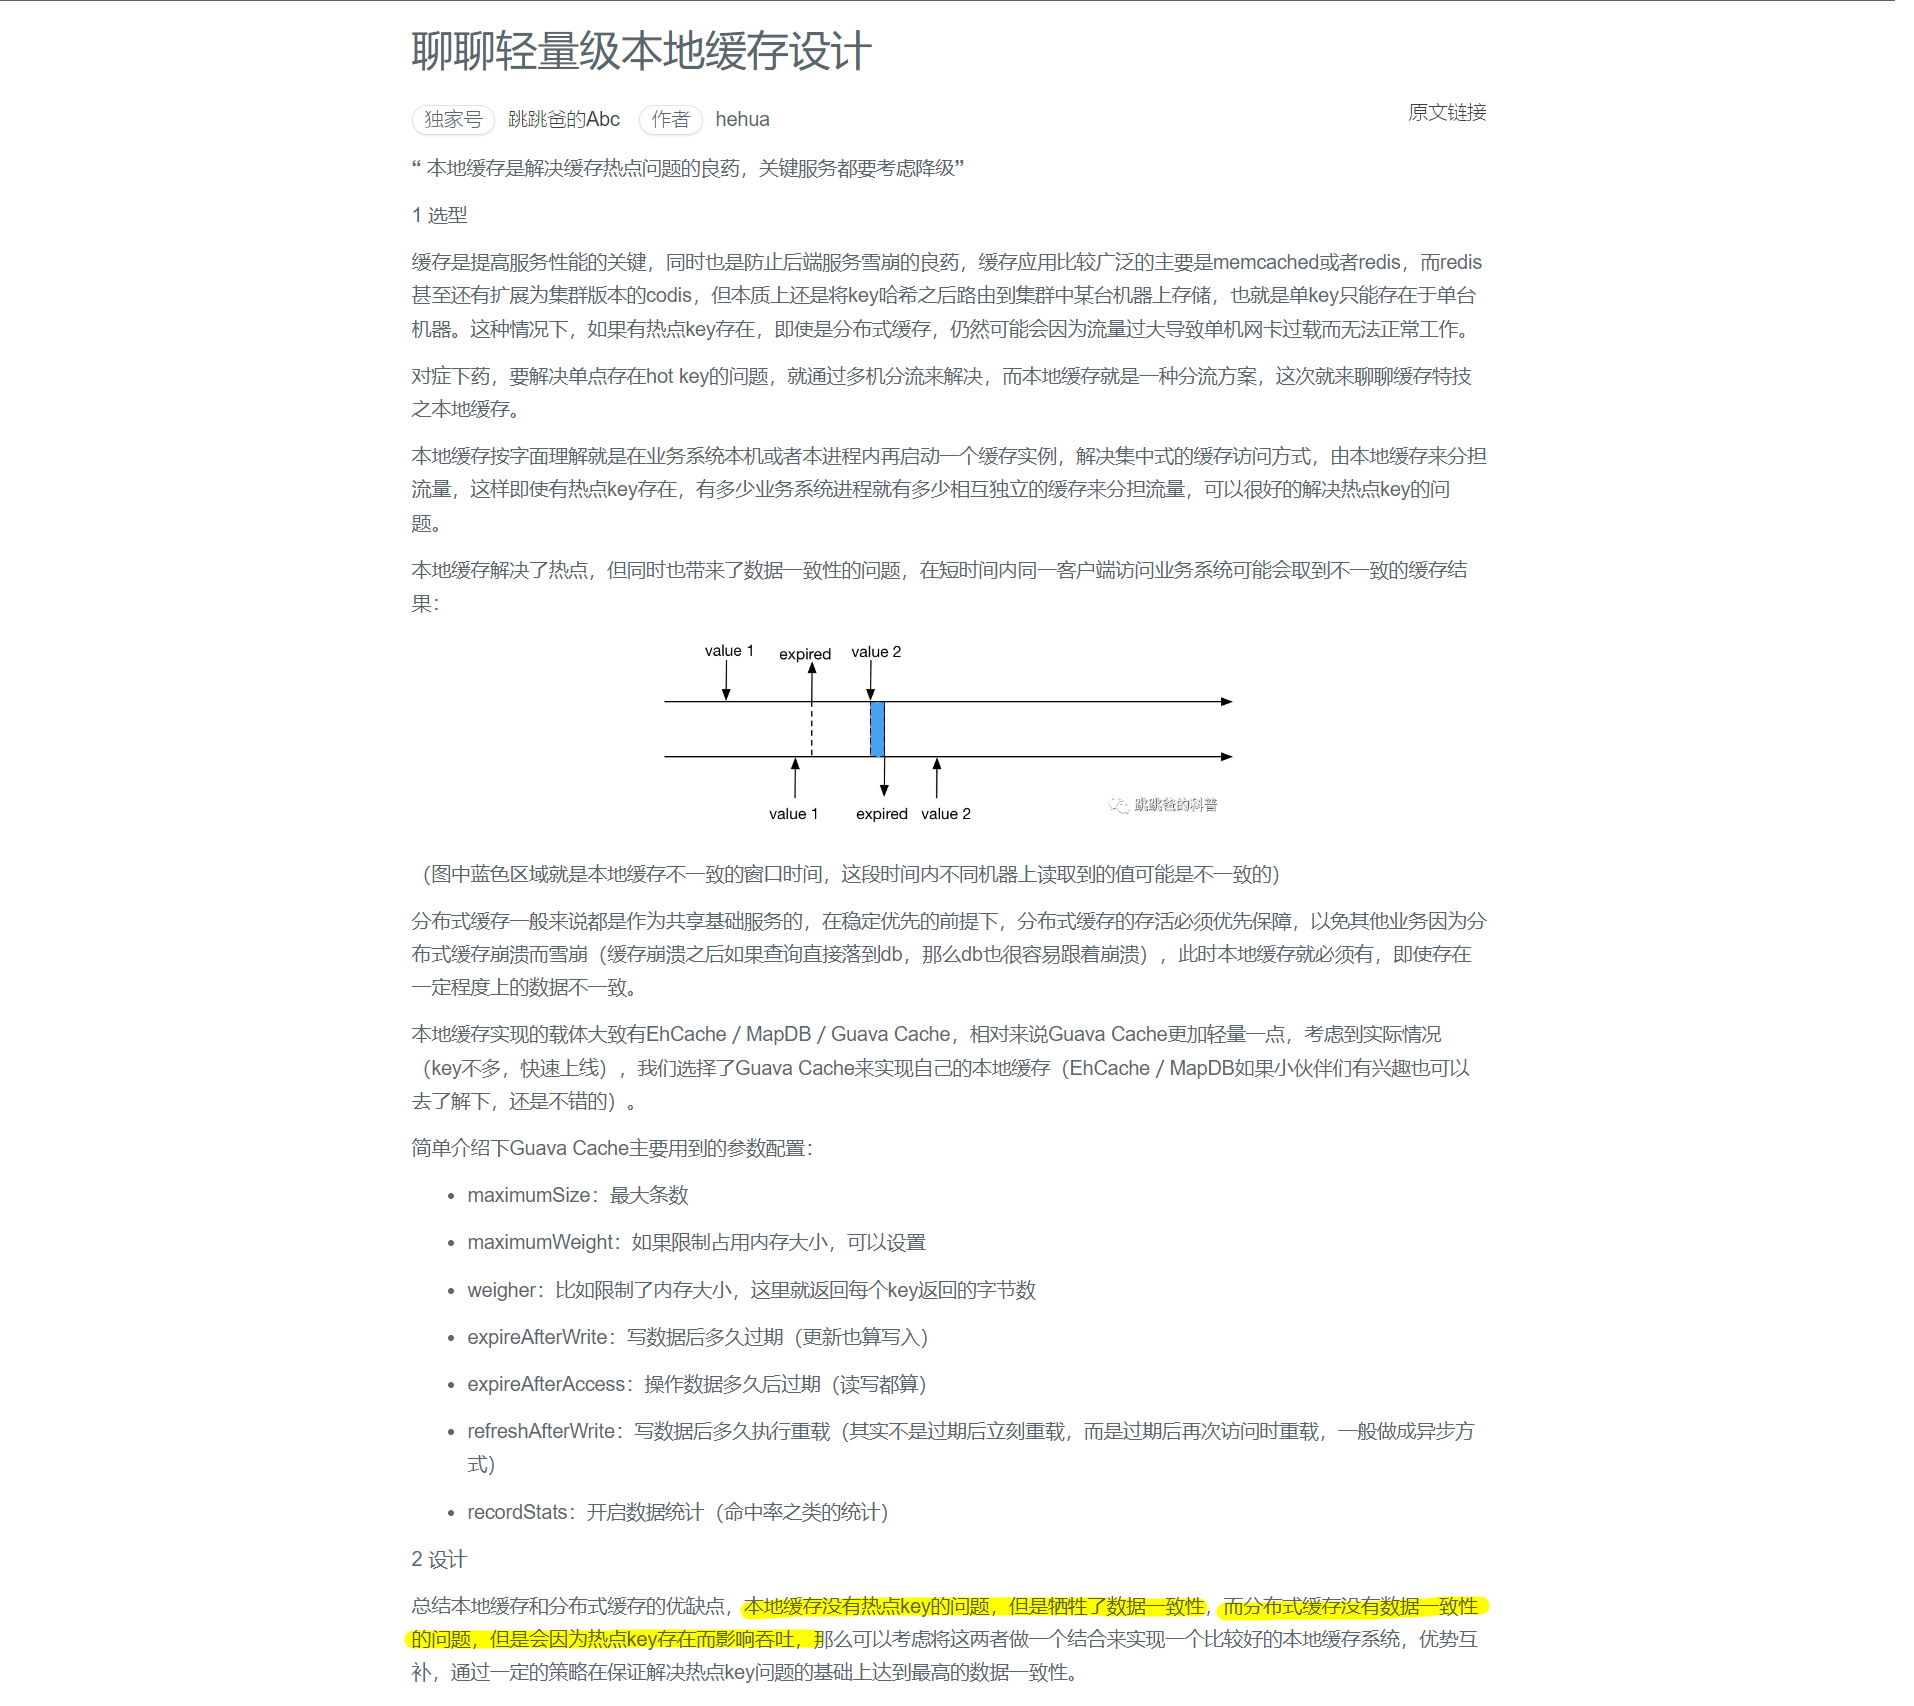 聊聊轻量级本地缓存设计
独家号 跳跳爸的Abc 作者 hehua
原文链接
“ 本地缓存是解决缓存热点问题的良药，关键服务都要考虑降级”
1 选型
缓存是提高服务性能的关键，同时也是防止后端服务雪崩的良药，缓存应用比较广泛的主要是memcached或者redis，而redis
甚至还有扩展为集群版本的codis，但本质上还是将key哈希之后路由到集群中某台机器上存储，也就是单key只能存在于单台
机器。这种情况下，如果有热点key存在，即使是分布式缓存，仍然可能会因为流量过大导致单机网卡过载而无法正常工作。
对症下药，要解决单点存在hot key的问题，就通过多机分流来解决，而本地缓存就是一种分流方案，这次就来聊聊缓存特技
之本地缓存。
本地缓存按字面理解就是在业务系统本机或者本进程内再启动一个缓存实例，解决集中式的缓存访问方式，由本地缓存来分担
流量，这样即使有热点key存在，有多少业务系统进程就有多少相互独立的缓存来分担流量，可以很好的解决热点key的问
题。
本地缓存解决了热点，但同时也带来了数据一致性的问题，在短时间内同一客户端访问业务系统可能会取到不一致的缓存结
果：
value 1 expired value 2
value 1 expired value 2
跳跳爸的科普
（图中蓝色区域就是本地缓存不一致的窗口时间，这段时间内不同机器上读取到的值可能是不一致的）
分布式缓存一般来说都是作为共享基础服务的，在稳定优先的前提下，分布式缓存的存活必须优先保障，以免其他业务因为分
布式缓存崩溃而雪崩（缓存崩溃之后如果查询直接落到db，那么db也很容易跟着崩溃），此时本地缓存就必须有，即使存在
一定程度上的数据不一致。
本地缓存实现的载体大致有EhCache / MapDB / Guava Cache，相对来说Guava Cache更加轻量一点，考虑到实际情况
（key不多，快速上线），我们选择了Guava Cache来实现自己的本地缓存（EhCache / MapDB如果小伙伴们有兴趣也可以
去了解下，还是不错的）。
简单介绍下Guava Cache主要用到的参数配置：
• maximumSize：最大条数
• maximumWeight：如果限制占用内存大小，可以设置
• weigher：比如限制了内存大小，这里就返回每个key返回的字节数
• expireAfterWrite：写数据后多久过期（更新也算写入）
• expireAfterAccess：操作数据多久后过期（读写都算）
• refreshAfterWrite：写数据后多久执行重载（其实不是过期后立刻重载，而是过期后再次访问时重载，一般做成异步方
式）
• recordStats：开启数据统计（命中率之类的统计）
2 设计
总结本地缓存和分布式缓存的优缺点，本地缓存没有热点key的问题，但是牺牲了数据一致性，而分布式缓存没有数据一致性
的问题，但是会因为热点key存在而影响吞吐，那么可以考虑将这两者做一个结合来实现一个比较好的本地缓存系统，优势互
补，通过一定的策略在保证解决热点key问题的基础上达到最高的数据一致性。